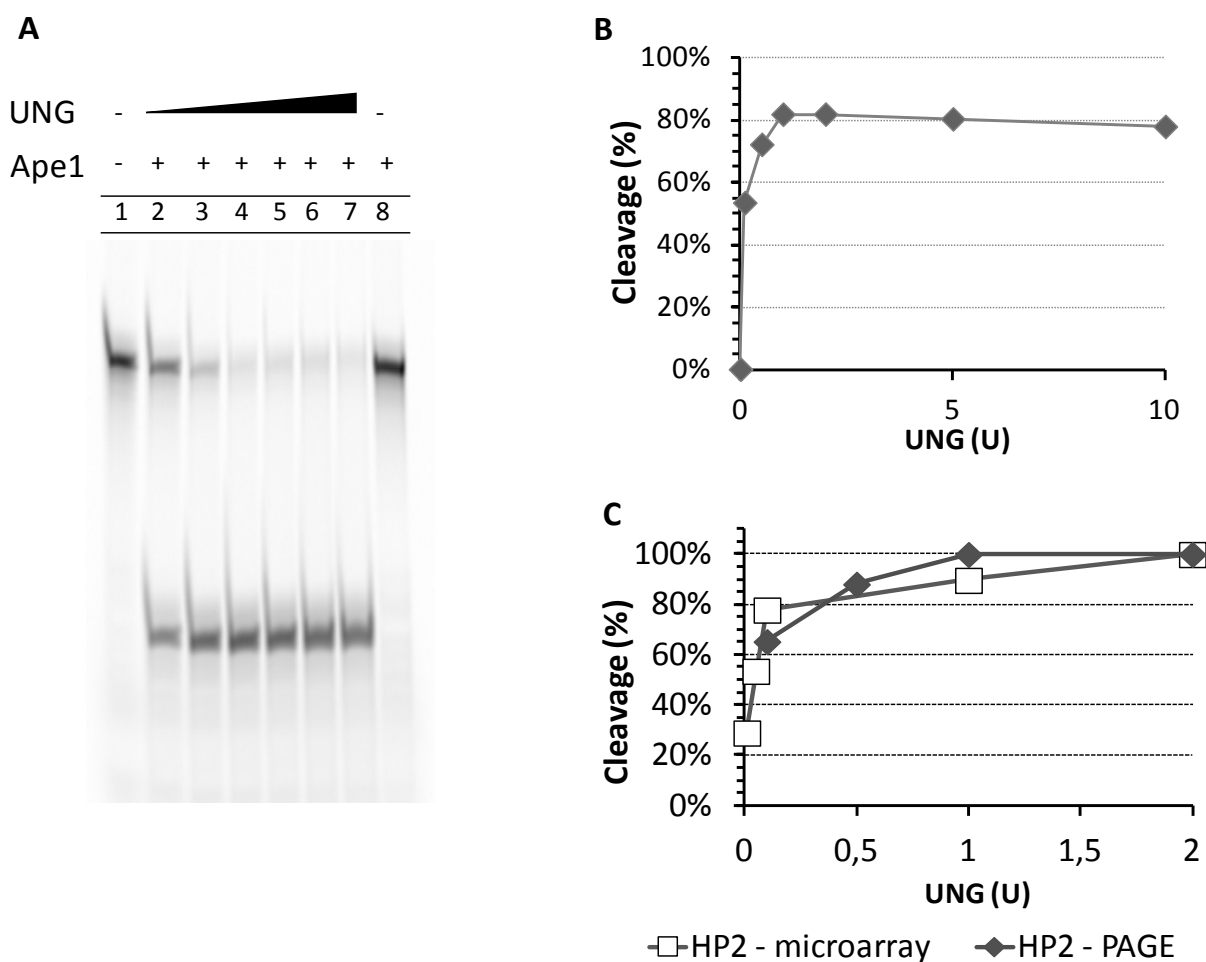 A
UNG - -
Ape1 - + + + + + + +
1 2 3 4 5 6 7 8
B
100%
80%
60%
40%
20%
0%
Cleavage (%)
0 5 10
UNG (U)
C
100%
80%
60%
40%
20%
0%
Cleavage (%)
0 0,5 1 1,5 2
UNG (U)
HP2 - microarray HP2 - PAGE